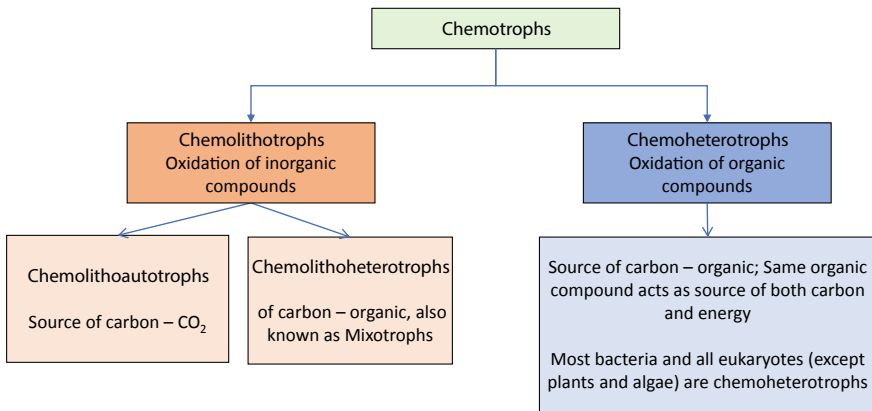 Chemotrophs
Chemolithotrophs
Oxidation of inorganic
compounds
Chemoheterotrophs
Oxidation of organic
compounds
Chemolithoautotrophs
Source of carbon – CO₂
Chemolithoheterotrophs
of carbon – organic, also
known as Mixotrophs
Source of carbon – organic; Same organic
compound acts as source of both carbon
and energy
Most bacteria and all eukaryotes (except
plants and algae) are chemoheterotrophs